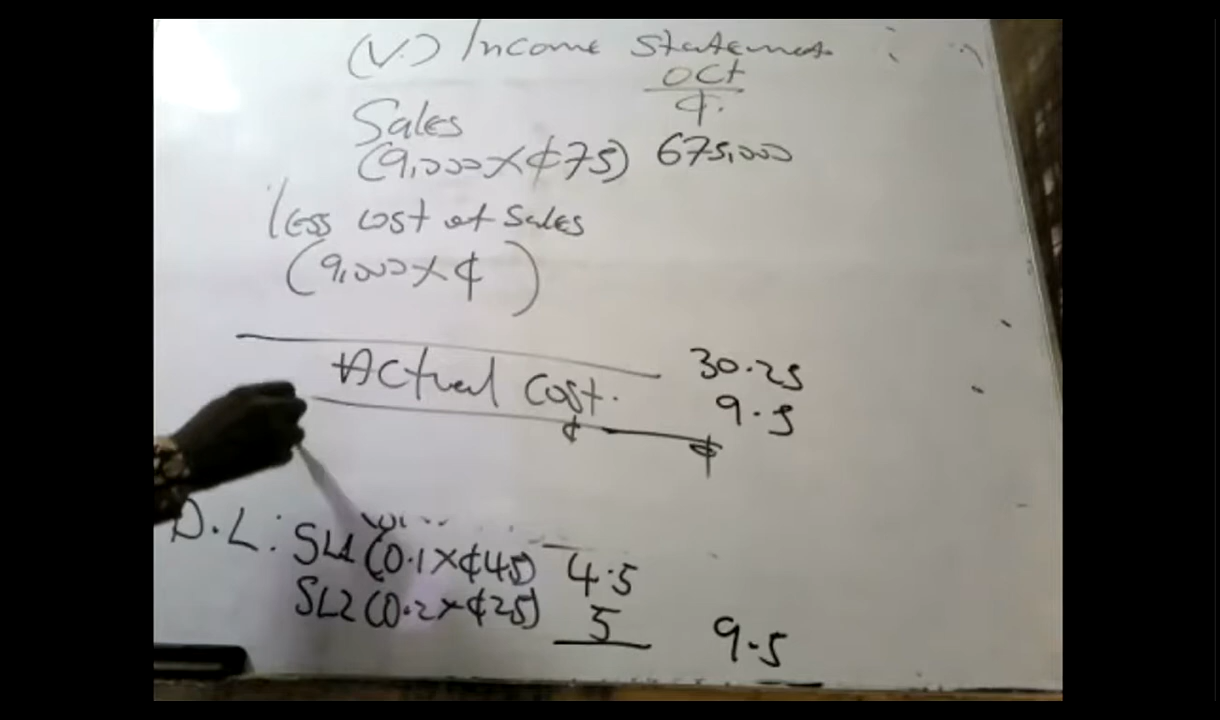 (V.) Income Statement
Oct
¢.
Sales
(9,000 X ¢75) 675,000
less cost of Sales
(9,000 X ¢ )
Actual Cost.
30.25
9.5
¢
¢
D.L: SL1 (0.1 X ¢45) 4.5
SL2 (0.2 X ¢25) 5 9.5